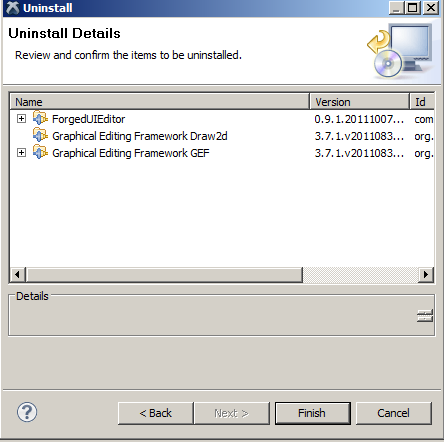 Uninstall
Uninstall Details
Review and confirm the items to be uninstalled.
Name Version Id
ForgedUIEditor 0.9.1.20111007... com
Graphical Editing Framework Draw2d 3.7.1.v2011083... org.
Graphical Editing Framework GEF 3.7.1.v2011083... org.
Details
< Back Next > Finish Cancel